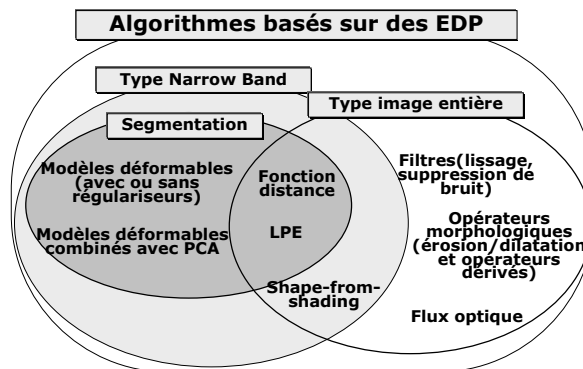 Algorithmes basés sur des EDP
Type Narrow Band
Type image entière
Segmentation
Modèles déformables
(avec ou sans
régulariseurs)
Modèles déformables
combinés avec PCA
Fonction
distance
LPE
Shape-from-
shading
Filtres(lissage,
suppression de
bruit)
Opérateurs
morphologiques
(érosion/dilatation
et opérateurs
dérivés)
Flux optique